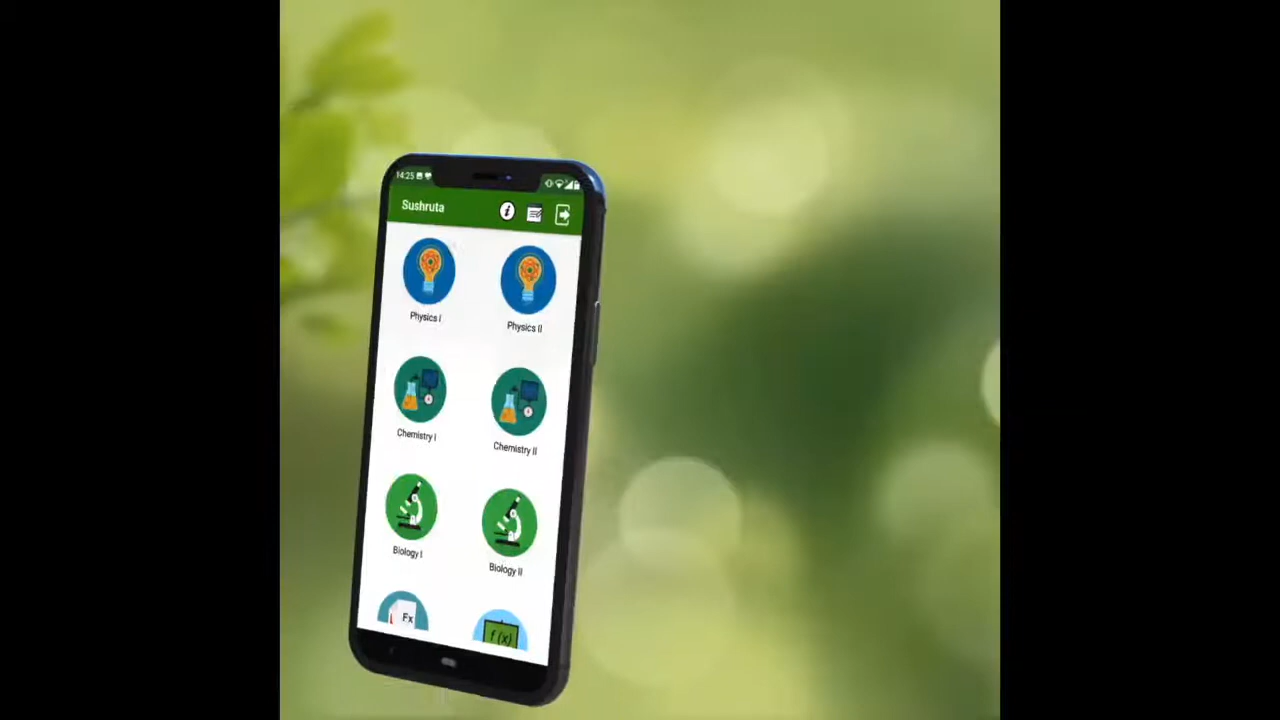 14:25
Sushruta
Physics I
Physics II
Chemistry I
Chemistry II
Biology I
Biology II
Fx
f (x)